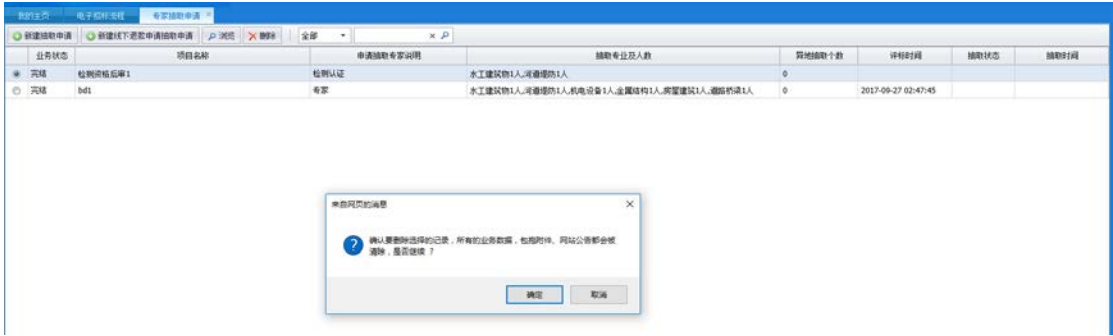 我的主页 电子招标流程 专家抽取申请 ×
新建抽取申请 新建线下退套申请抽取申请 浏览 删除 全部 ×
业务状态 项目名称 申请抽取专家说明 抽取专业及人数 异地抽取个数 评标时间 抽取状态 抽取时间
完结 检测资格后审1 检测认证 水工建筑物1人,河道堤防1人 0
完结 bd1 专家 水工建筑物1人,河道堤防1人,机电设备1人,金属结构1人,房屋建筑1人,道路桥梁1人 0 2017-09-27 02:47:45
来自网页的消息 ×
确认要删除选择的记录,所有的业务数据,包括附件、网站公告都会被
清除,是否继续 ?
确定 取消